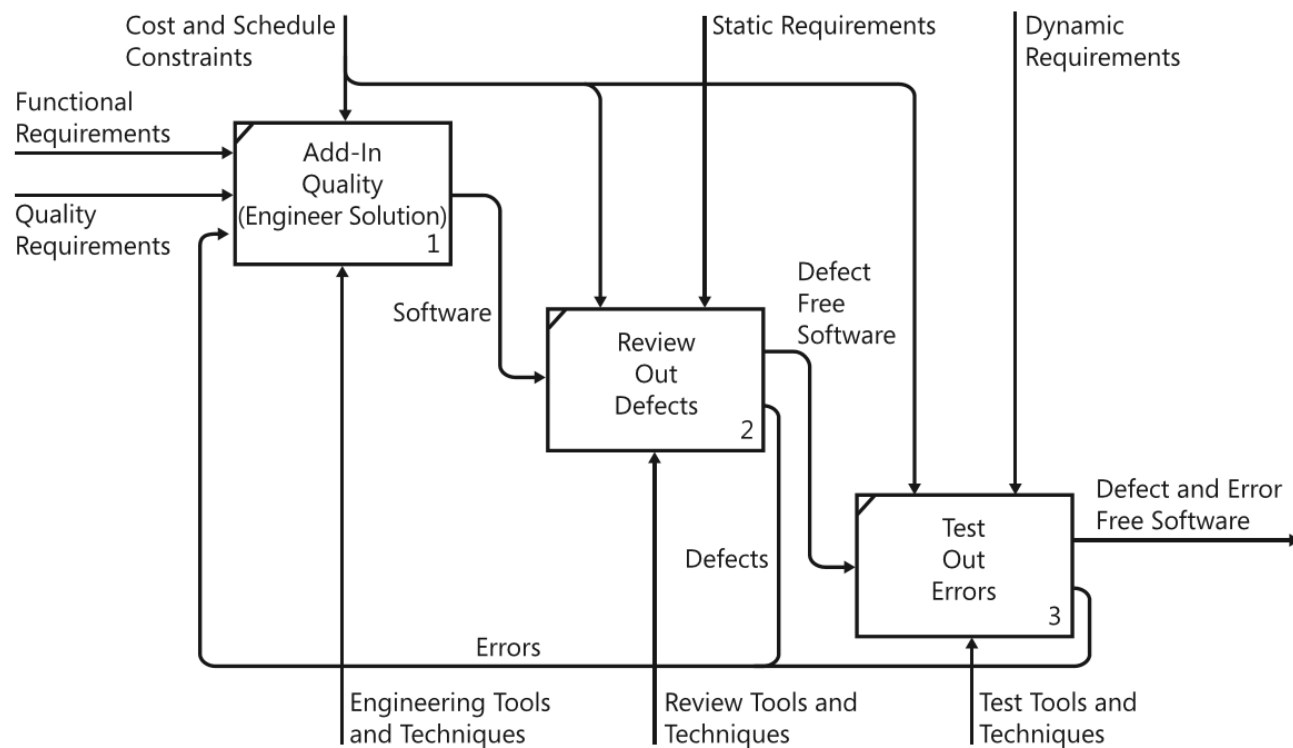 Cost and Schedule
Constraints
Static Requirements
Dynamic
Requirements
Functional
Requirements
Add-In
Quality
(Engineer Solution)
1
Quality
Requirements
Software
Review
Out
Defects
2
Defect
Free
Software
Test
Out
Errors
3
Defect and Error
Free Software
Defects
Errors
Engineering Tools
and Techniques
Review Tools and
Techniques
Test Tools and
Techniques